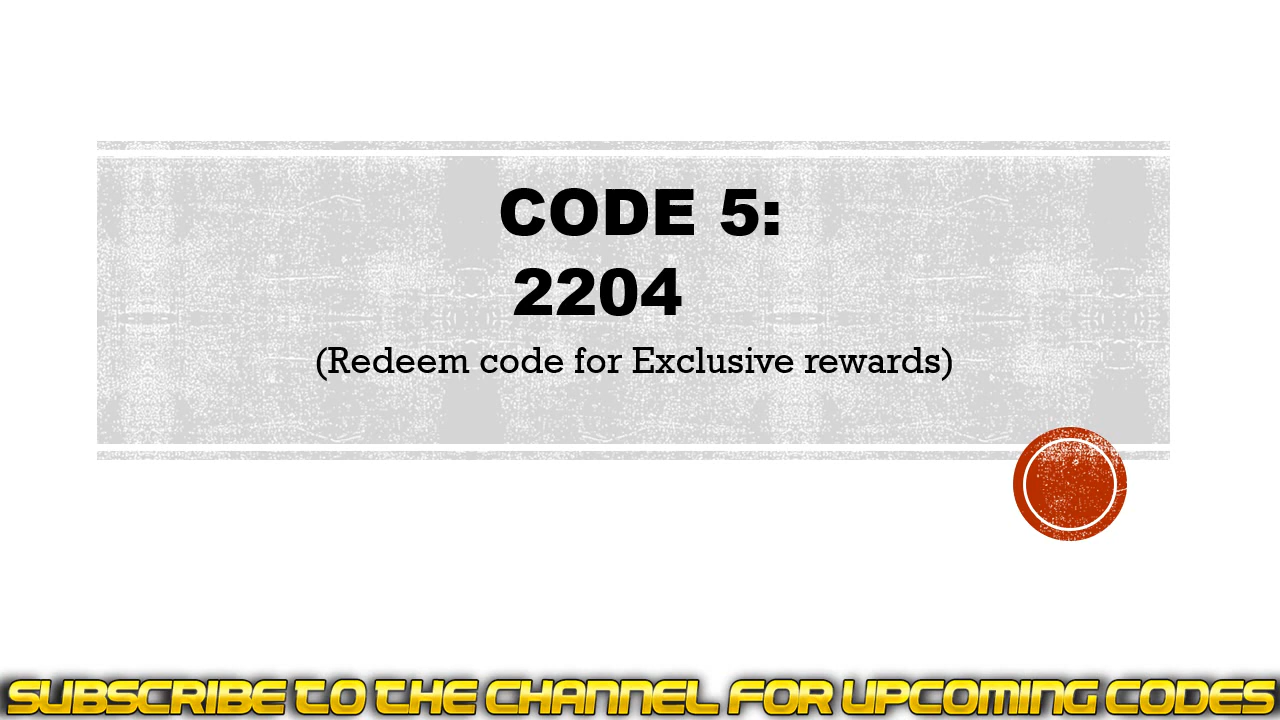 CODE 5:
2204
(Redeem code for Exclusive rewards)
SUBSCRIBE TO THE CHANNEL FOR UPCOMING CODES